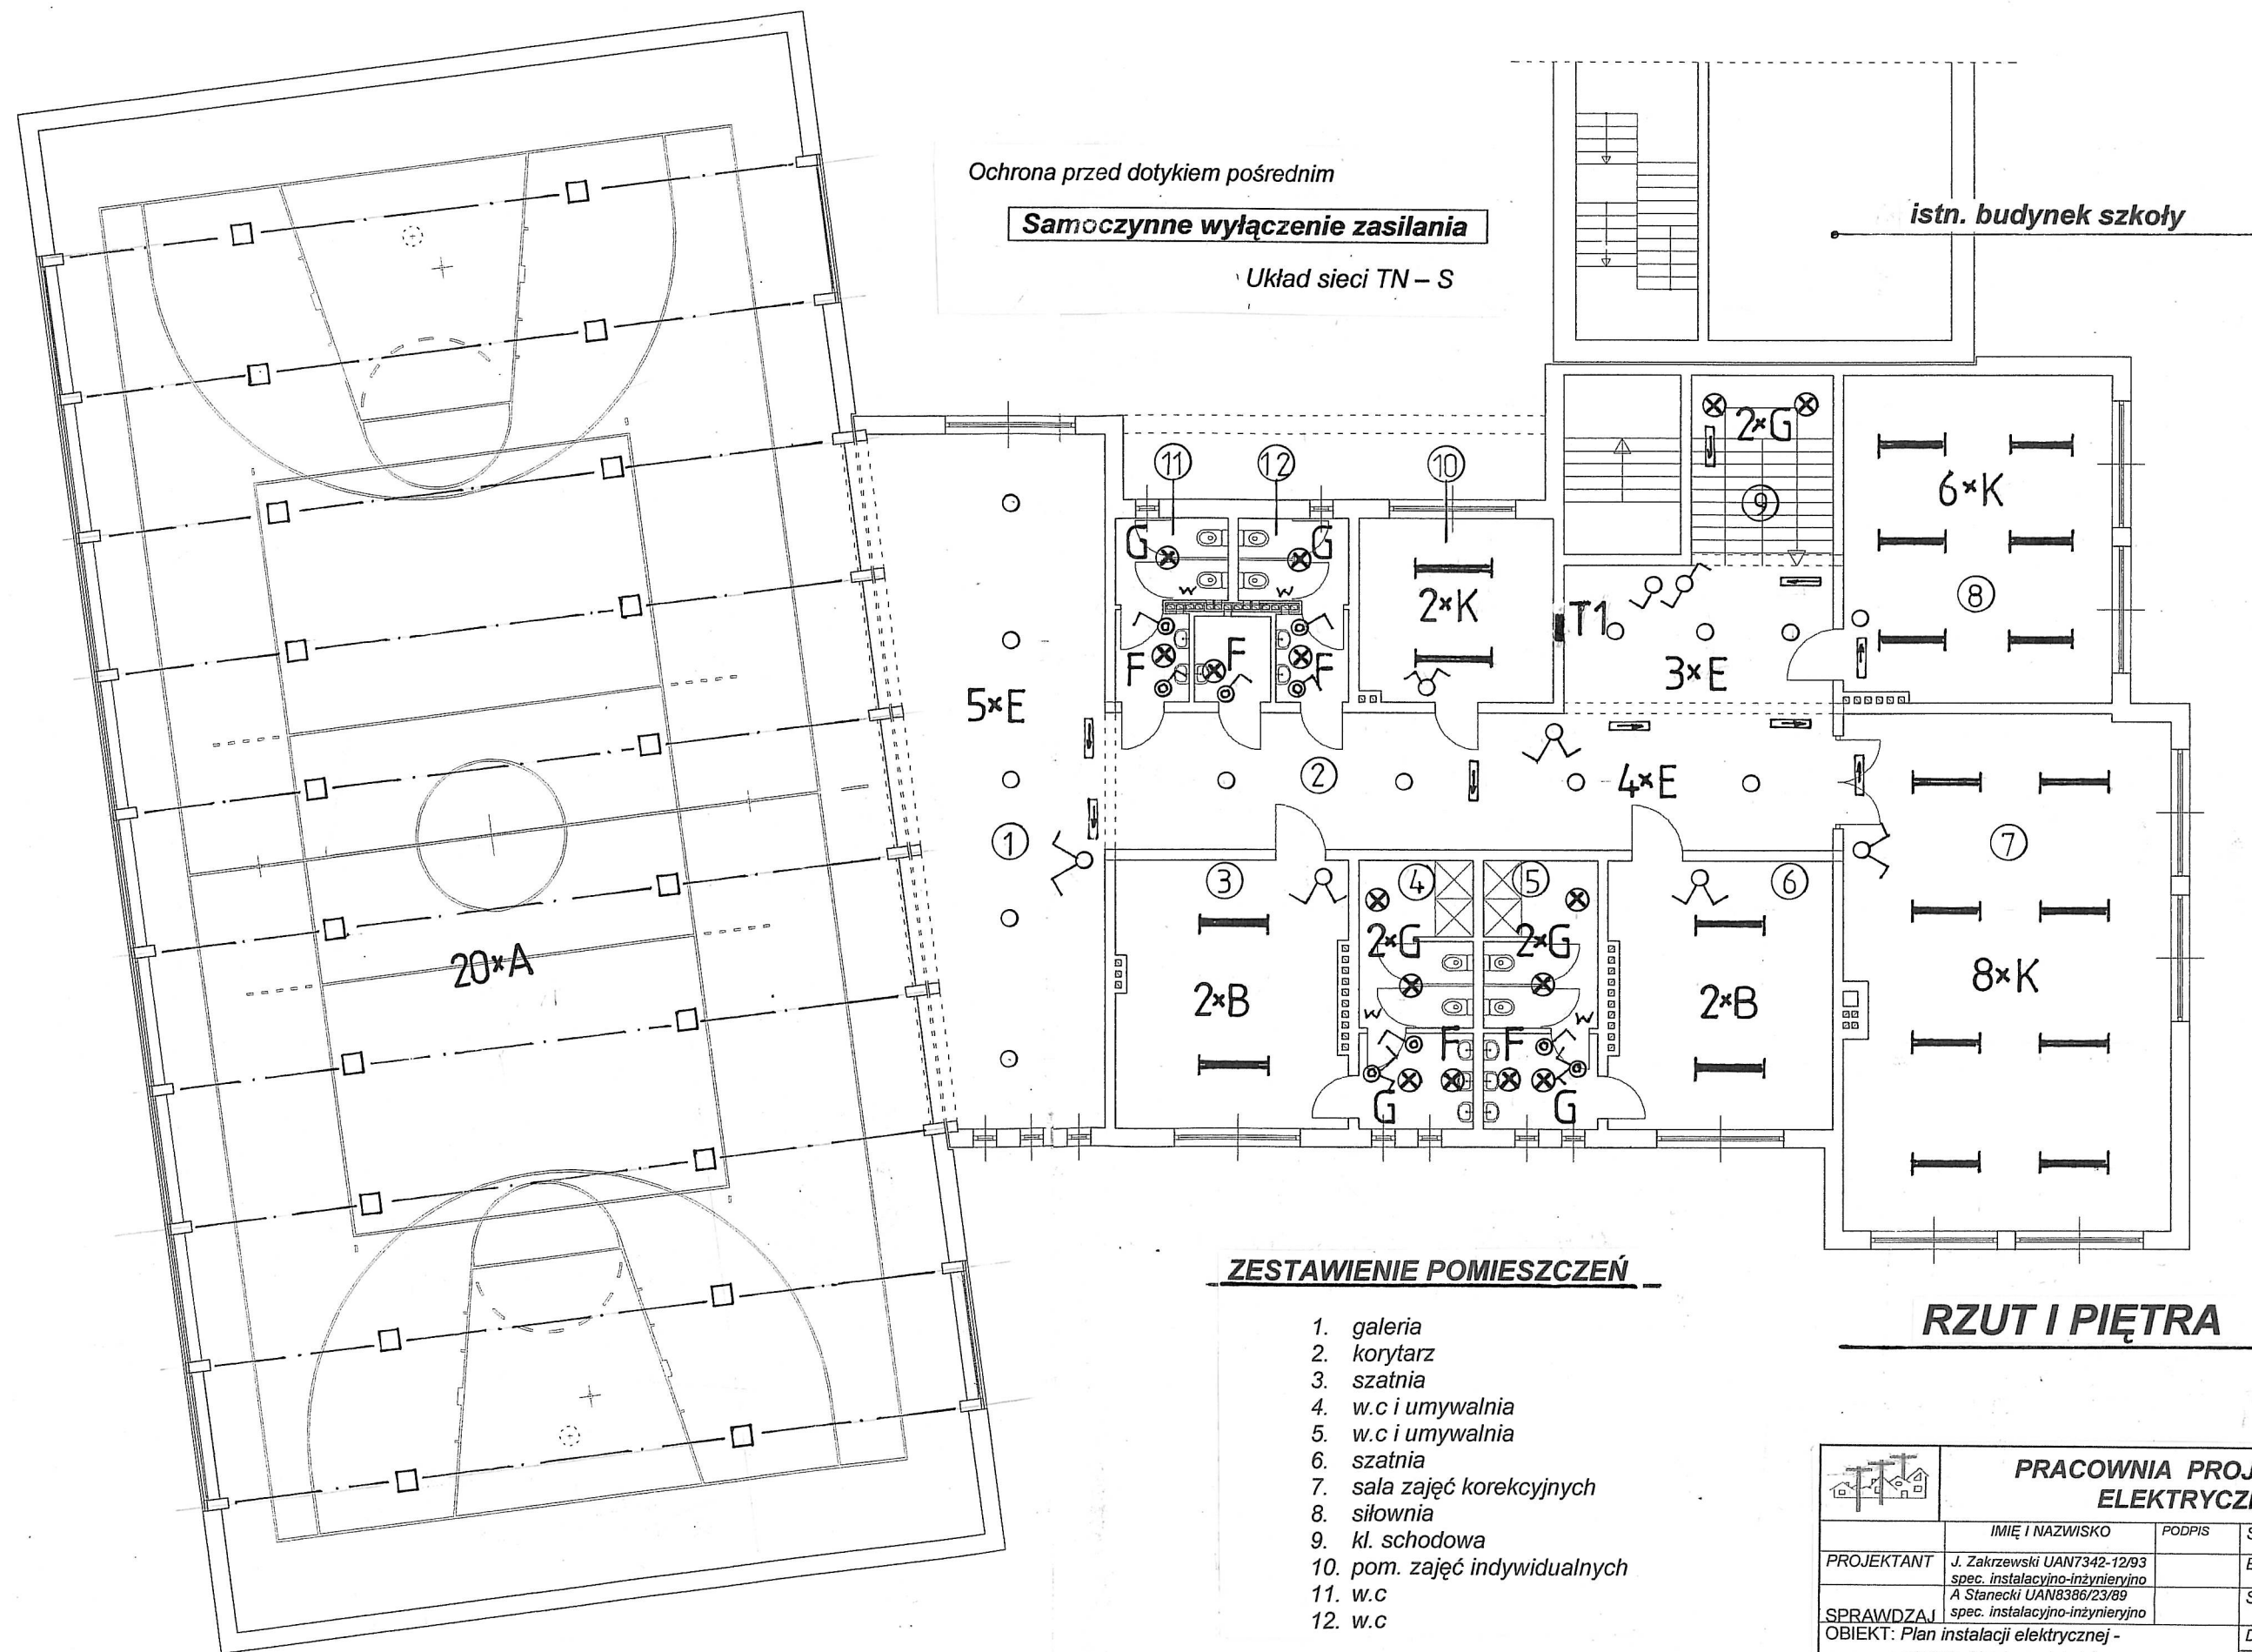 Ochrona przed dotykiem pośrednim
Samoczynne wyłączenie zasilania
Układ sieci TN – S
istn. budynek szkoły
2×G
11
12
10
9
6×K
G
G
8
2×K
w
w
T1
F
F
F
3×E
5×E
2
4×E
1
7
3
4
5
6
2×G
2×G
20×A
2×B
2×B
8×K
w
w
F
F
G
G
ZESTAWIENIE POMIESZCZEŃ
1. galeria
2. korytarz
3. szatnia
4. w.c i umywalnia
5. w.c i umywalnia
6. szatnia
7. sala zajęć korekcyjnych
8. siłownia
9. kl. schodowa
10. pom. zajęć indywidualnych
11. w.c
12. w.c
RZUT I PIĘTRA
PRACOWNIA PROJ
ELEKTRYCZ
IMIĘ I NAZWISKO PODPIS
PROJEKTANT J. Zakrzewski UAN7342-12/93
spec. instalacyjno-inżynieryjno
A Stanecki UAN8386/23/89
SPRAWDZAJ spec. instalacyjno-inżynieryjno
OBIEKT: Plan instalacji elektrycznej -